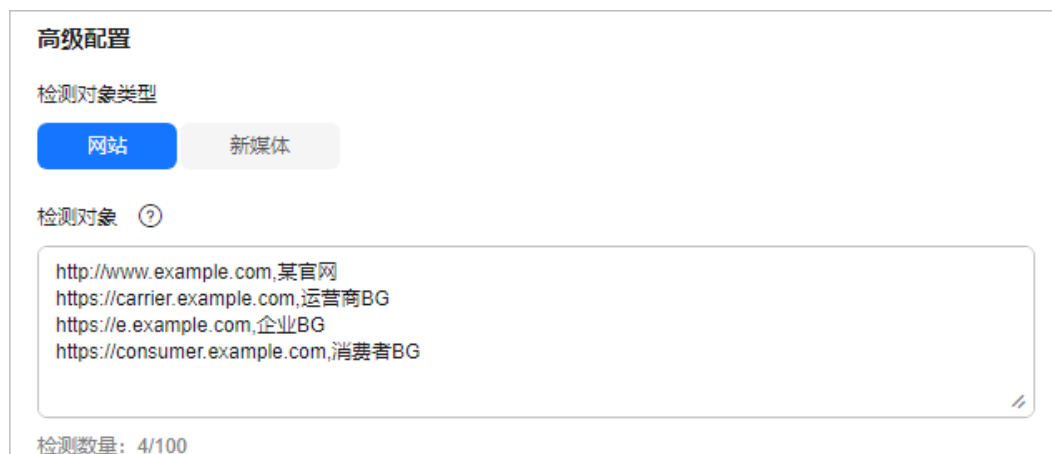 高级配置
检测对象类型
网站 新媒体
检测对象 ?
http://www.example.com,某官网
https://carrier.example.com,运营商BG
https://e.example.com,企业BG
https://consumer.example.com,消费者BG
检测数量：4/100